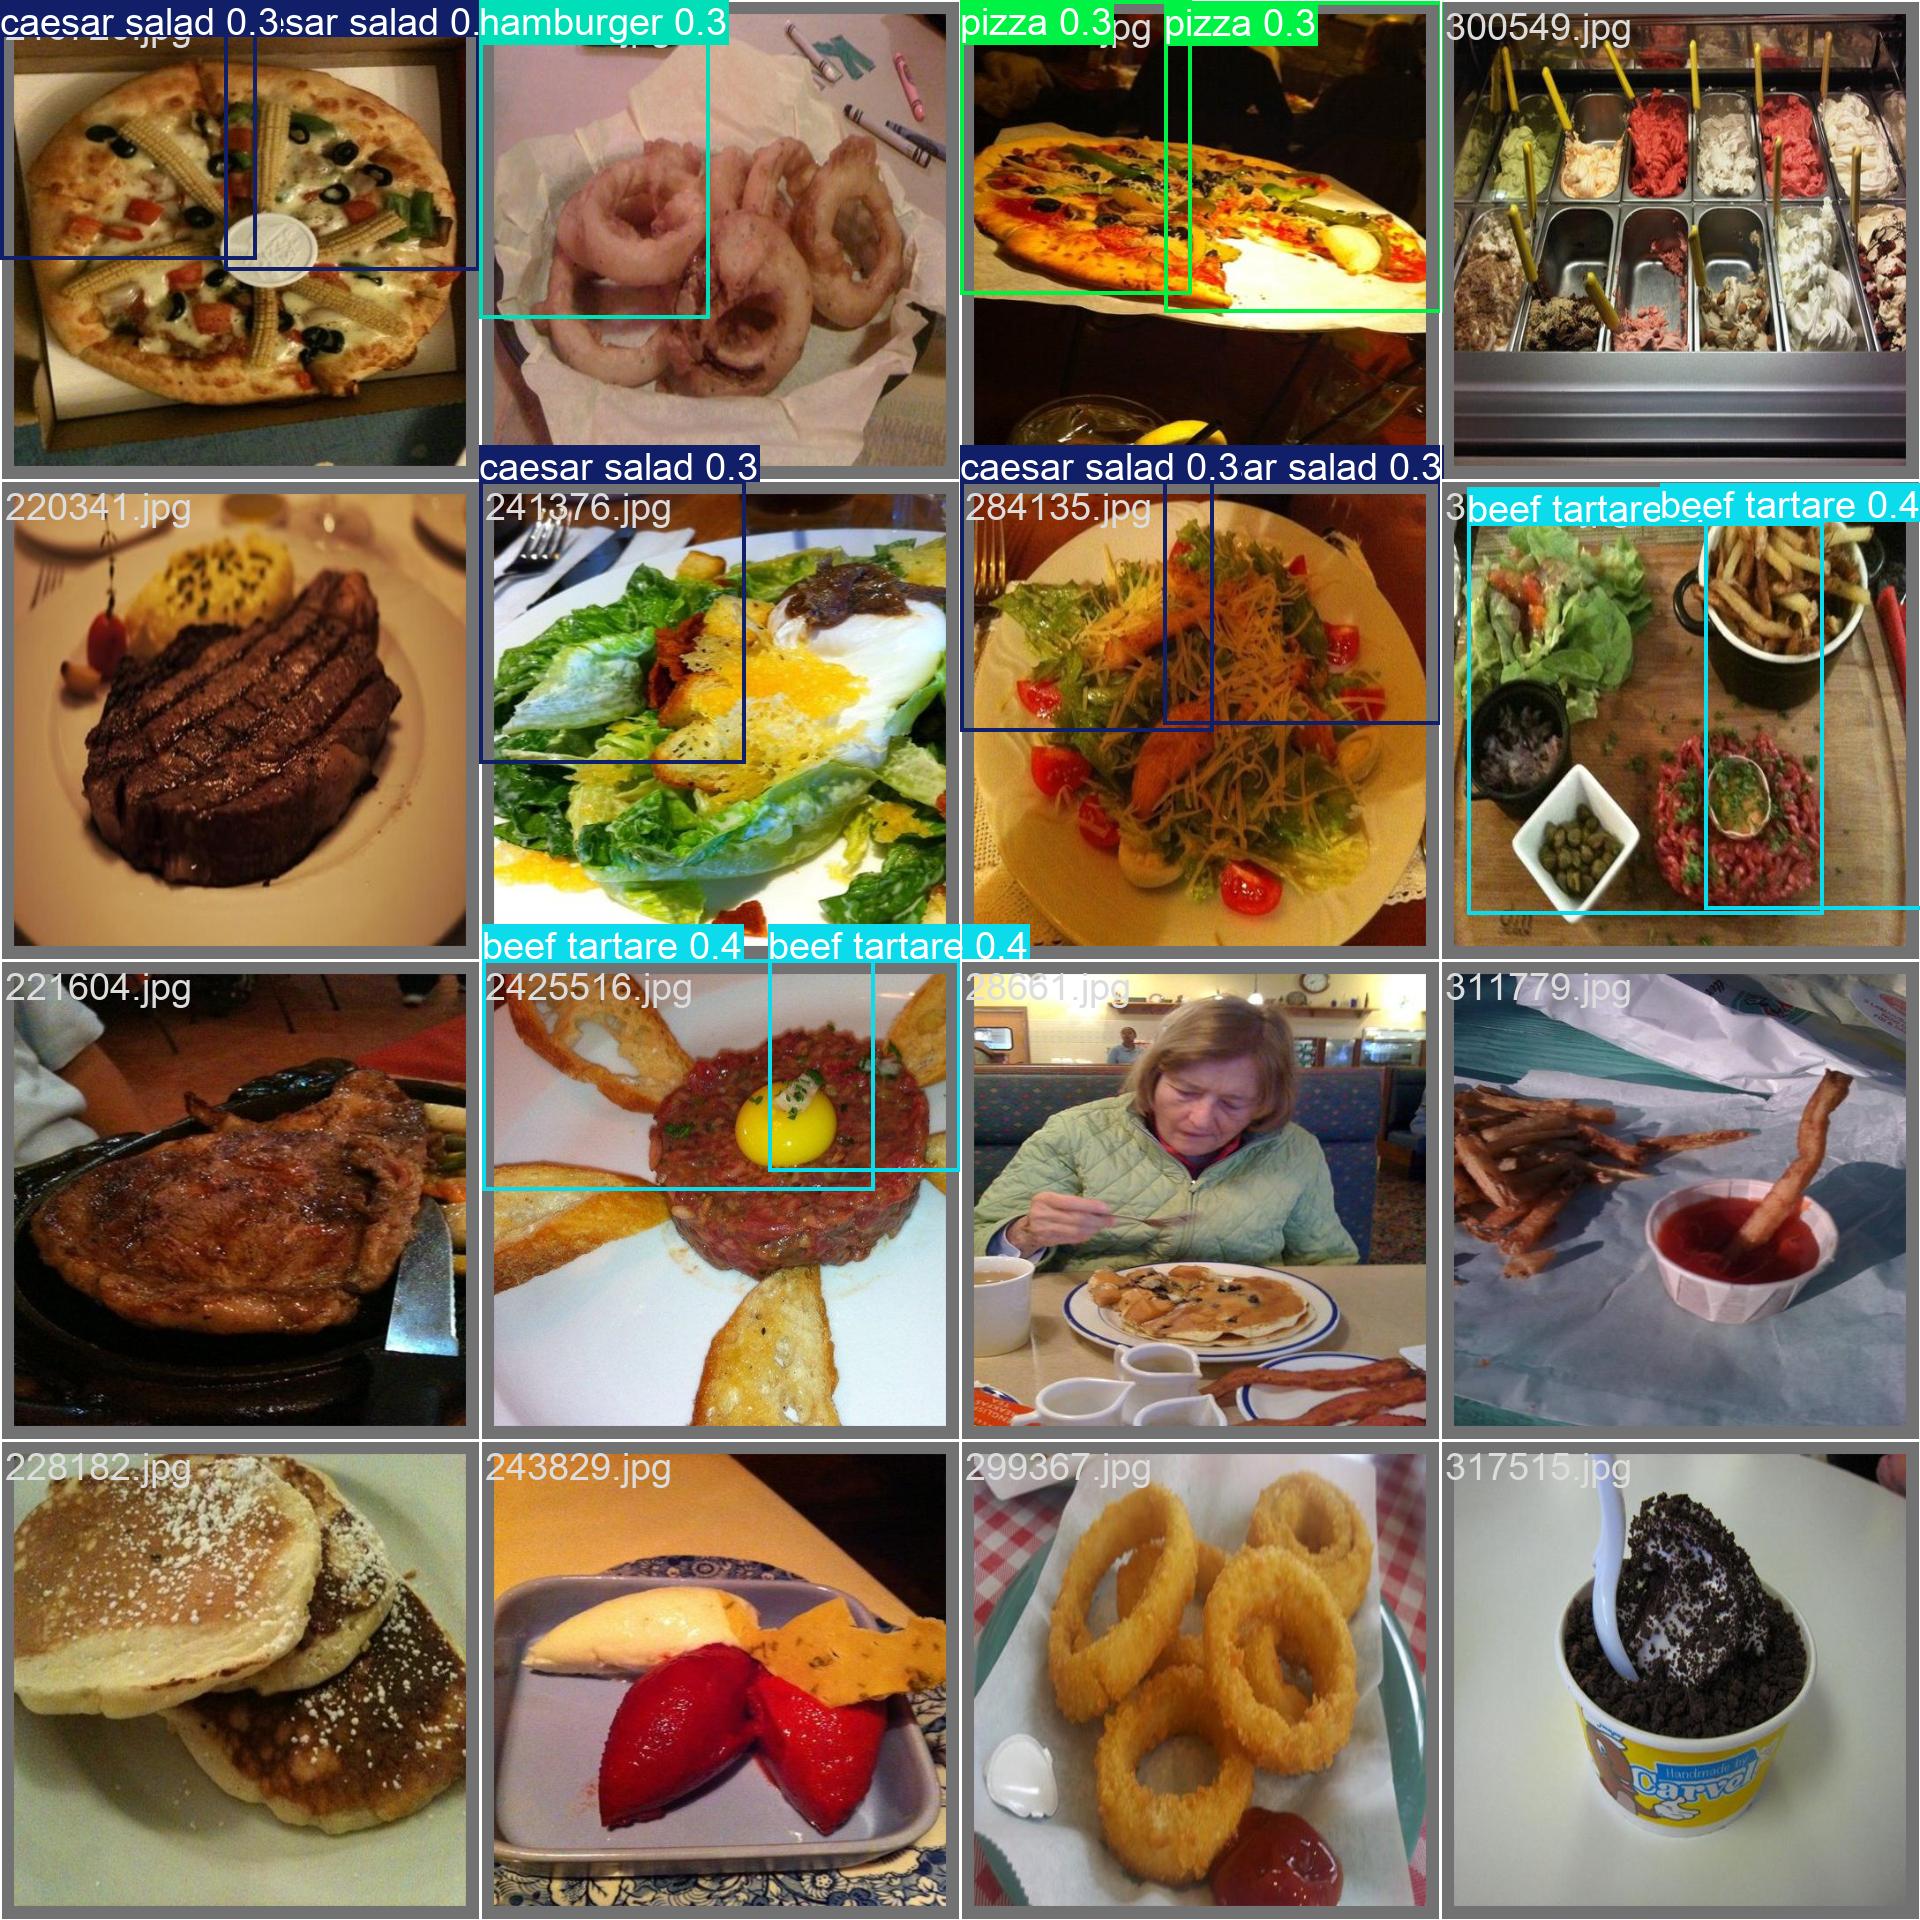 caesar salad 0.3
sar salad 0.
hamburger 0.3
pizza 0.3
pizza 0.3
300549.jpg
caesar salad 0.3
caesar salad 0.3
ar salad 0.3
220341.jpg
241376.jpg
284135.jpg
beef tartare
beef tartare 0.4
beef tartare 0.4
beef tartare 0.4
221604.jpg
2425516.jpg
28661.jpg
311779.jpg
228182.jpg
243829.jpg
299367.jpg
317515.jpg
Handmade by
Carvel